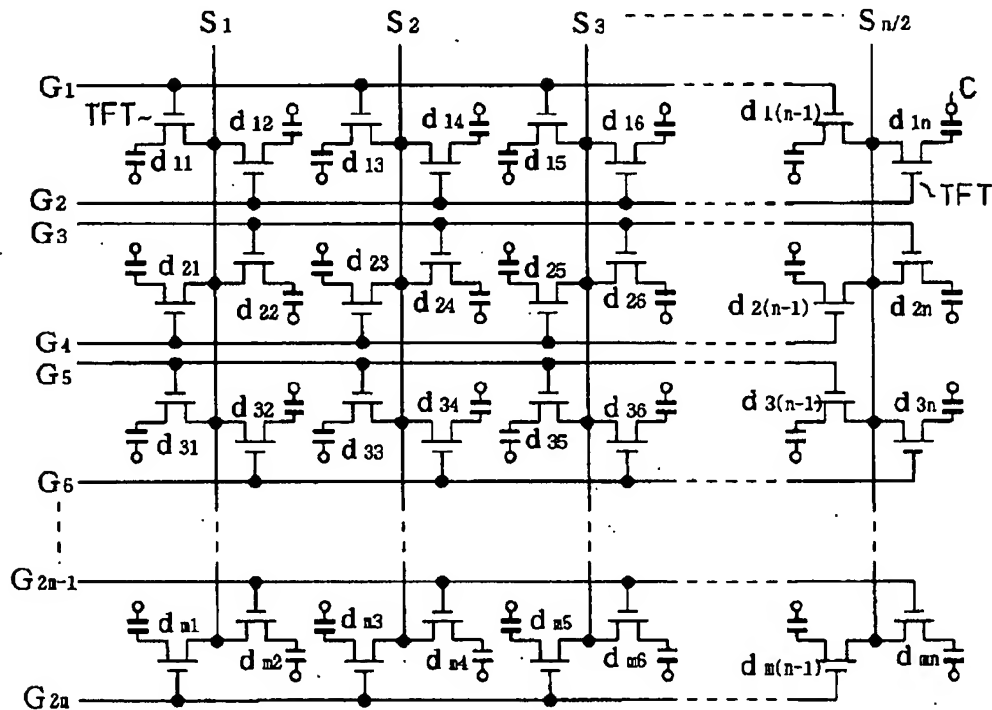 S1 S2 S3 Sn/2
G1 C
TFT d12 d14 d16 d1(n-1) d1n
d11 d13 d15
G2 TFT
G3
d21 d23 d25
d22 d24 d26 d2(n-1) d2n
G4
G5
d32 d34 d36 d3(n-1) d3n
d31 d33 d35
G6
G2n-1
dm1 dm3 dm5
dm2 dm4 dm6 dm(n-1) dmn
G2n